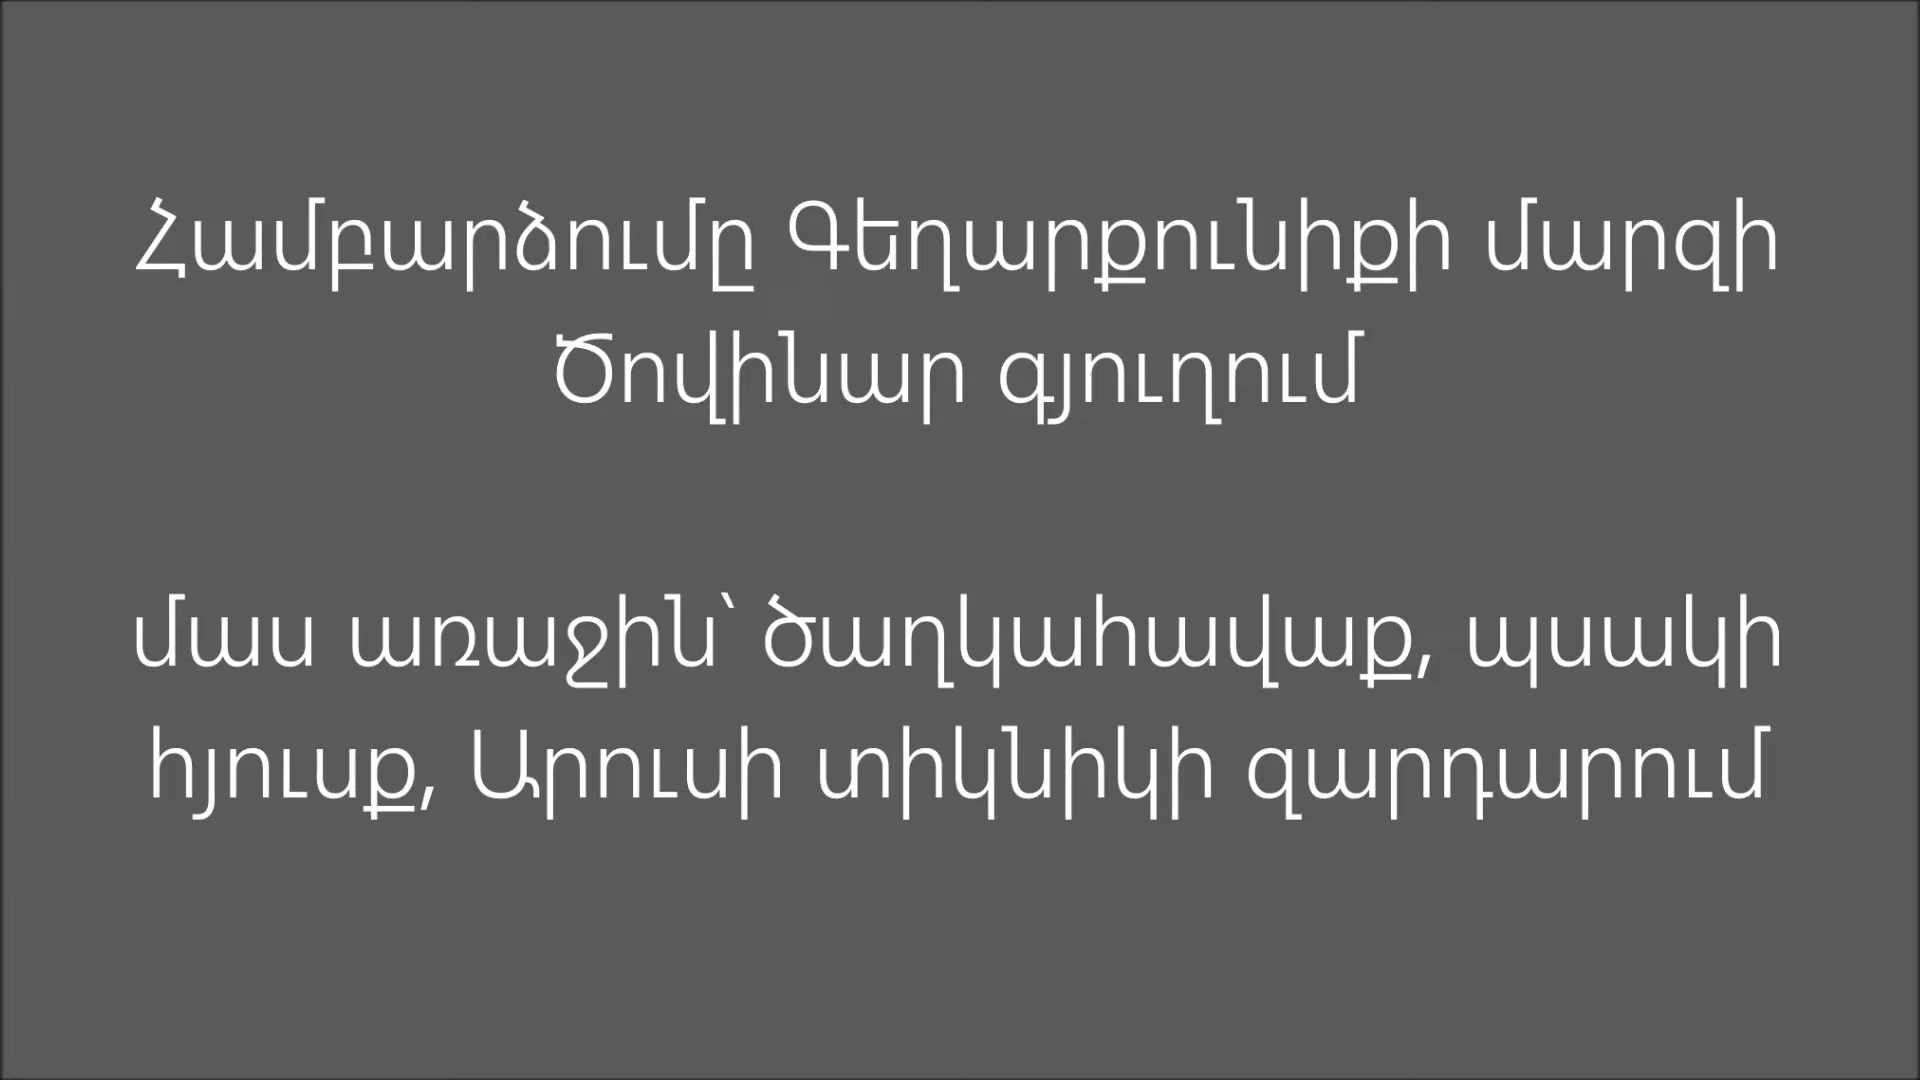 Համբարձումը Գեղարքունիքի մարզի
Ծովինար գյուղում
մաս առաջին՝ ծաղկահավաք, պսակի
հյուսք, Արուսի տիկնիկի զարդարում